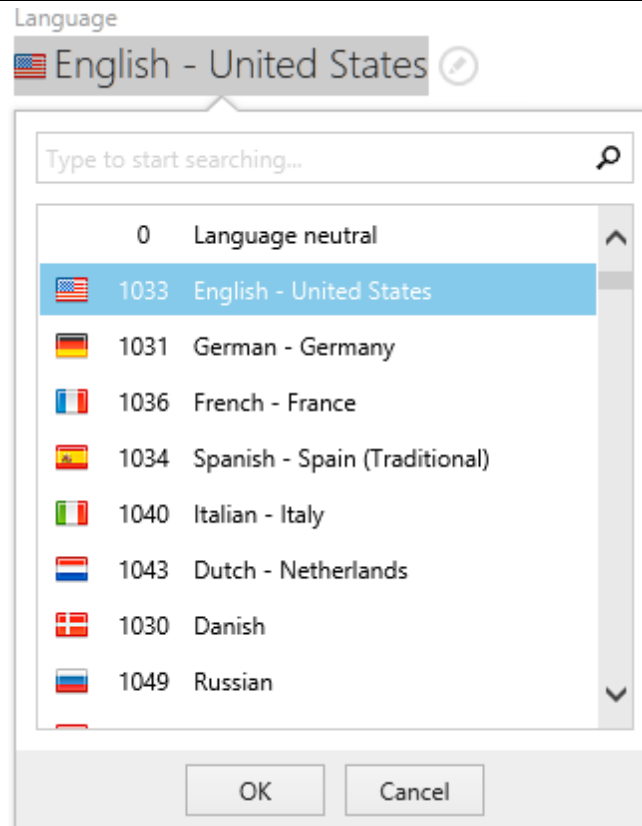 Language
English - United States
Type to start searching...
0 Language neutral
1033 English - United States
1031 German - Germany
1036 French - France
1034 Spanish - Spain (Traditional)
1040 Italian - Italy
1043 Dutch - Netherlands
1030 Danish
1049 Russian
OK Cancel